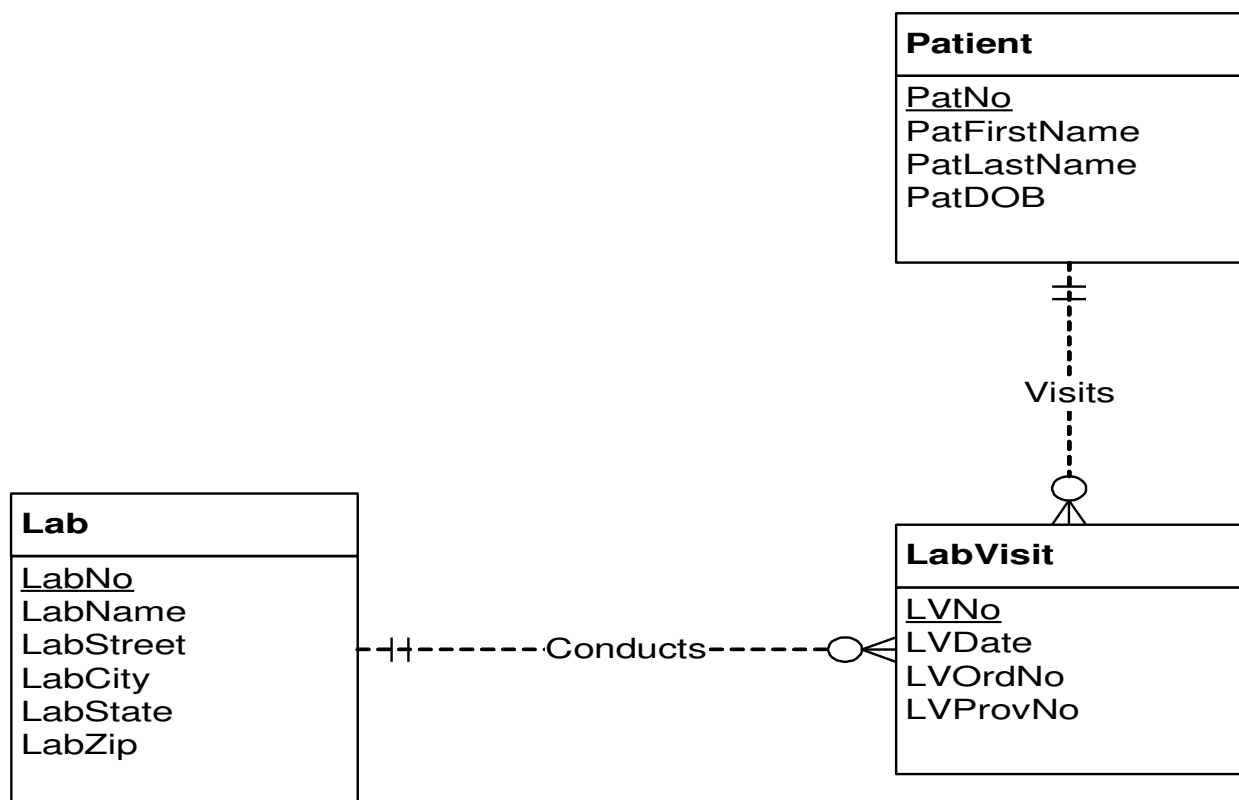 Patient
PatNo
PatFirstName
PatLastName
PatDOB
Visits
Lab
LabNo
LabName
LabStreet
LabCity
LabState
LabZip
Conducts
LabVisit
LVNo
LVDate
LVOrdNo
LVProvNo